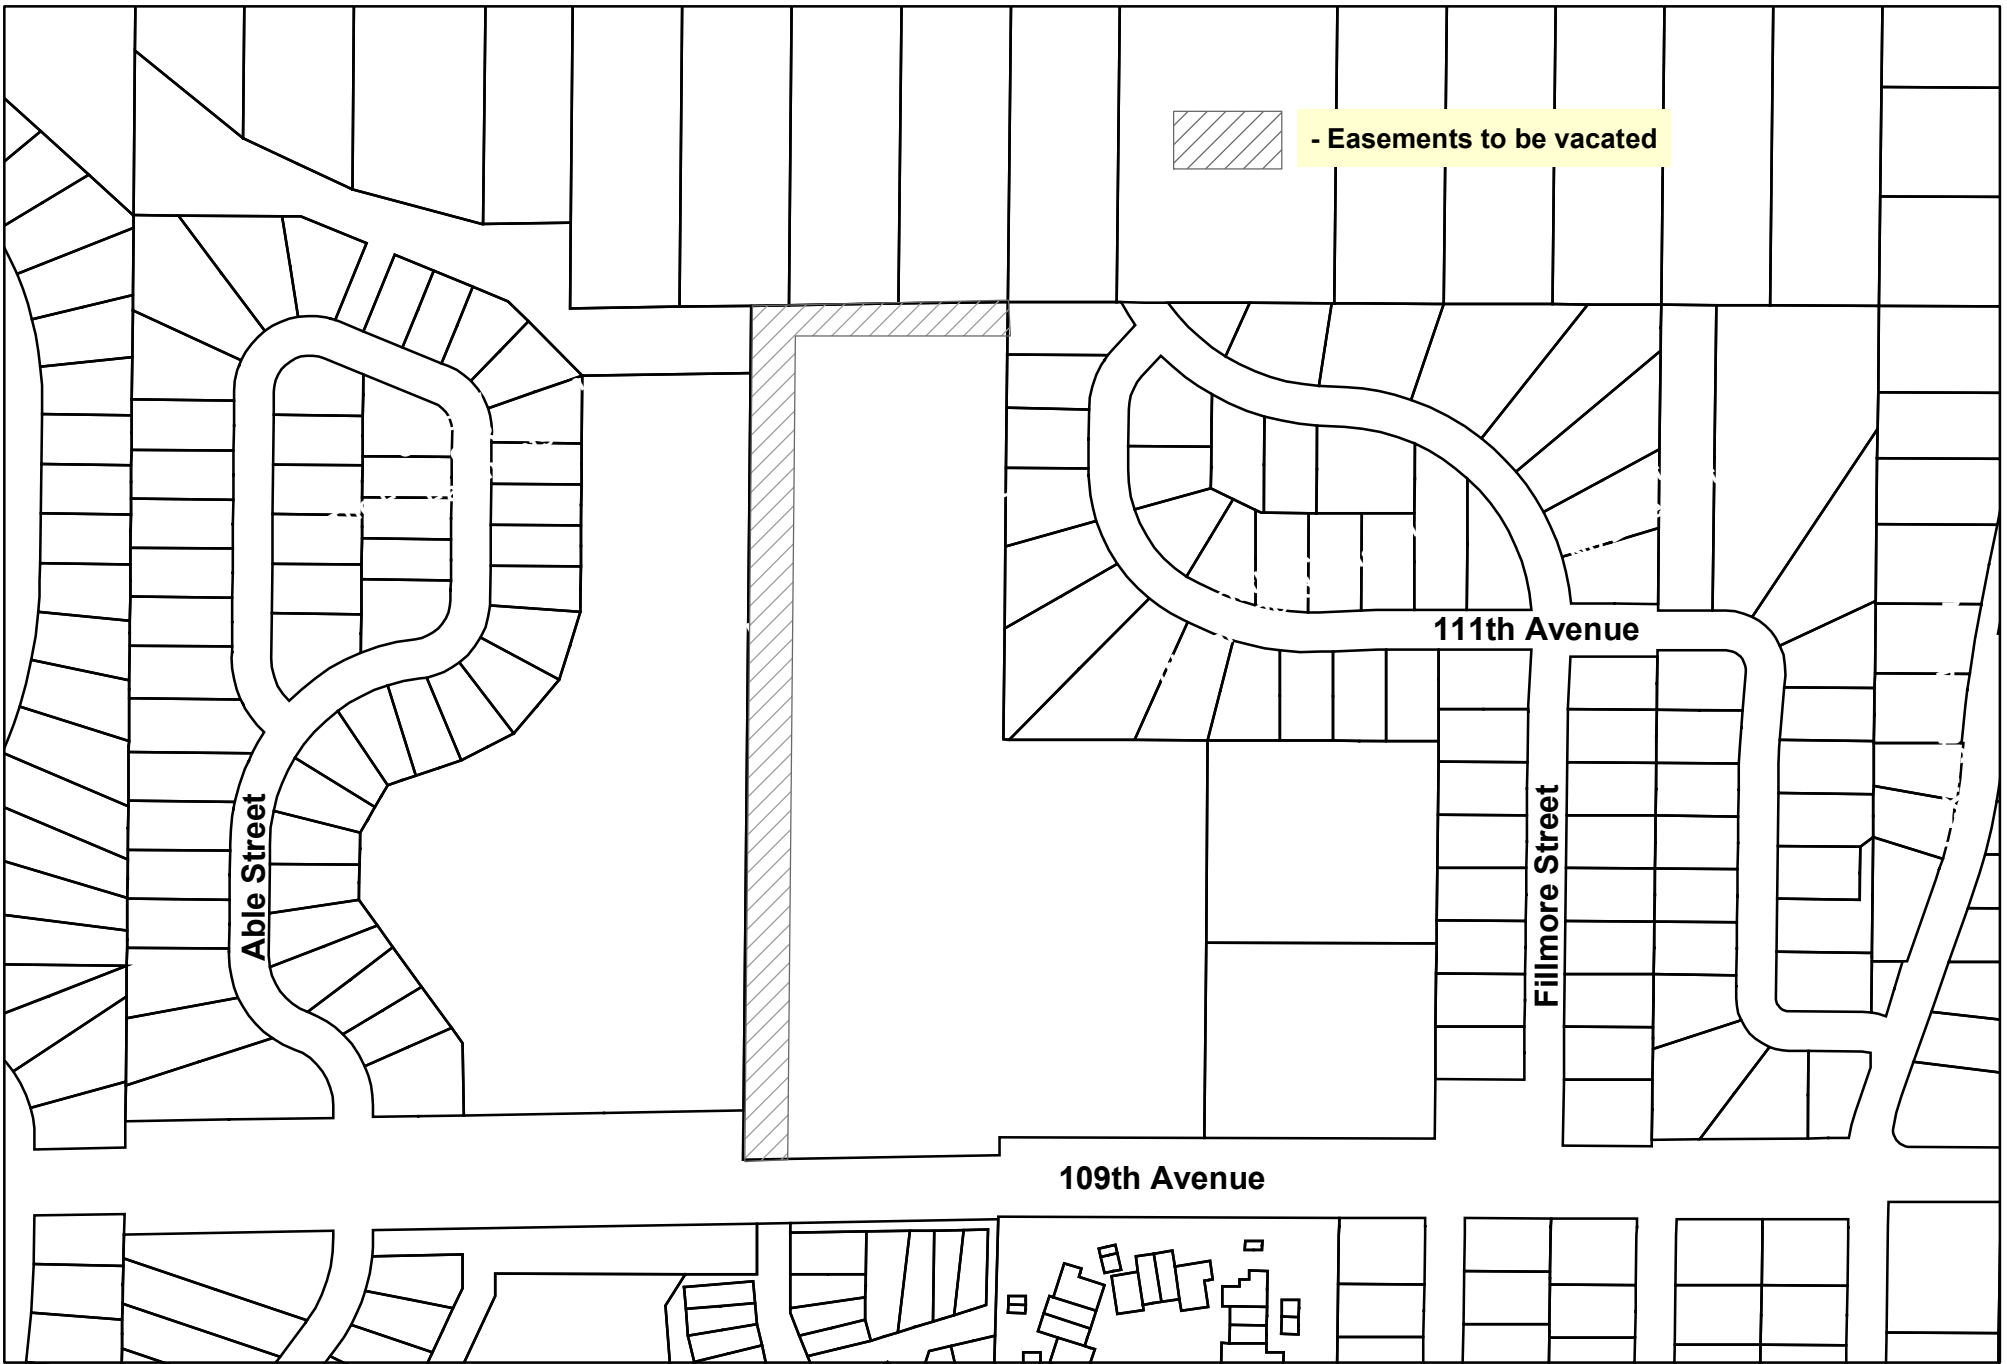 - Easements to be vacated
111th Avenue
Able Street
Fillmore Street
109th Avenue